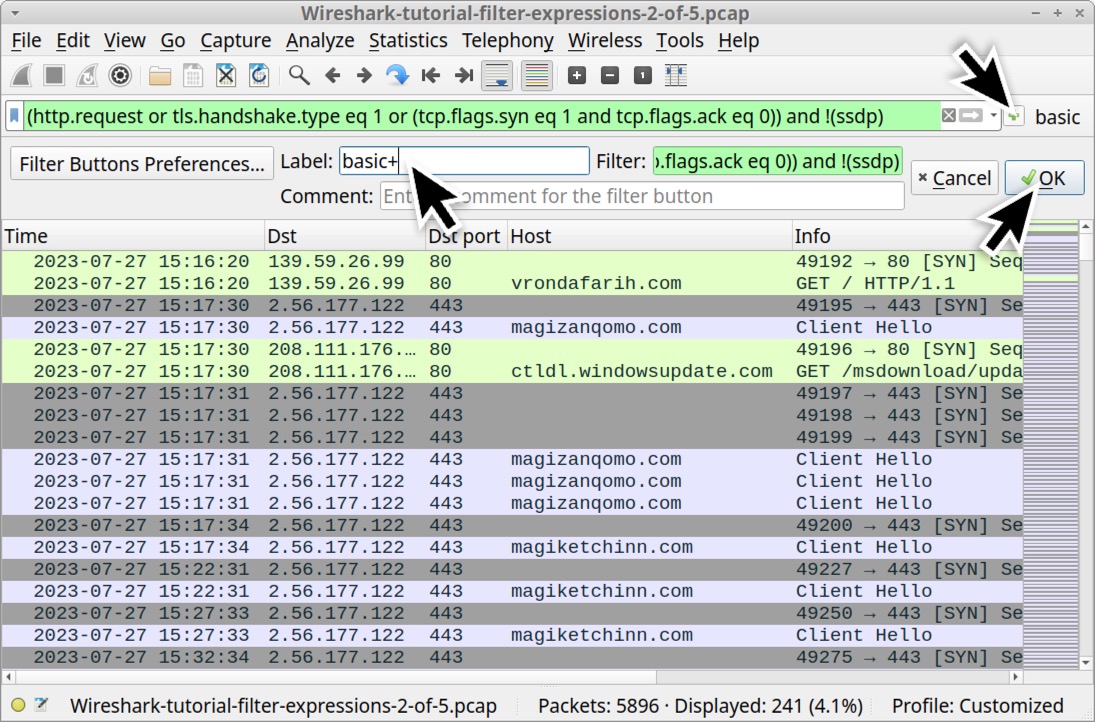 Wireshark-tutorial-filter-expressions-2-of-5.pcap
File Edit View Go Capture Analyze Statistics Telephony Wireless Tools Help
(http.request or tls.handshake.type eq 1 or (tcp.flags.syn eq 1 and tcp.flags.ack eq 0)) and !(ssdp) basic
Filter Buttons Preferences... Label: basic+ Filter: .flags.ack eq 0)) and !(ssdp) Cancel OK
Comment: comment for the filter button
Time Dst Dst port Host Info
2023-07-27 15:16:20 139.59.26.99 80 49192 → 80 [SYN] Seq
2023-07-27 15:16:20 139.59.26.99 80 vrondafarih.com GET / HTTP/1.1
2023-07-27 15:17:30 2.56.177.122 443 49195 → 443 [SYN] Se
2023-07-27 15:17:30 2.56.177.122 443 magizanqomo.com Client Hello
2023-07-27 15:17:30 208.111.176.… 80 49196 → 80 [SYN] Seq
2023-07-27 15:17:30 208.111.176.… 80 ctldl.windowsupdate.com GET /msdownload/upda
2023-07-27 15:17:31 2.56.177.122 443 49197 → 443 [SYN] Se
2023-07-27 15:17:31 2.56.177.122 443 49198 → 443 [SYN] Se
2023-07-27 15:17:31 2.56.177.122 443 49199 → 443 [SYN] Se
2023-07-27 15:17:31 2.56.177.122 443 magizanqomo.com Client Hello
2023-07-27 15:17:31 2.56.177.122 443 magizanqomo.com Client Hello
2023-07-27 15:17:31 2.56.177.122 443 magizanqomo.com Client Hello
2023-07-27 15:17:34 2.56.177.122 443 49200 → 443 [SYN] Se
2023-07-27 15:17:34 2.56.177.122 443 magiketchinn.com Client Hello
2023-07-27 15:22:31 2.56.177.122 443 49227 → 443 [SYN] Se
2023-07-27 15:22:31 2.56.177.122 443 magiketchinn.com Client Hello
2023-07-27 15:27:33 2.56.177.122 443 49250 → 443 [SYN] Se
2023-07-27 15:27:33 2.56.177.122 443 magiketchinn.com Client Hello
2023-07-27 15:32:34 2.56.177.122 443 49275 → 443 [SYN] Se
Wireshark-tutorial-filter-expressions-2-of-5.pcap Packets: 5896 · Displayed: 241 (4.1%) Profile: Customized